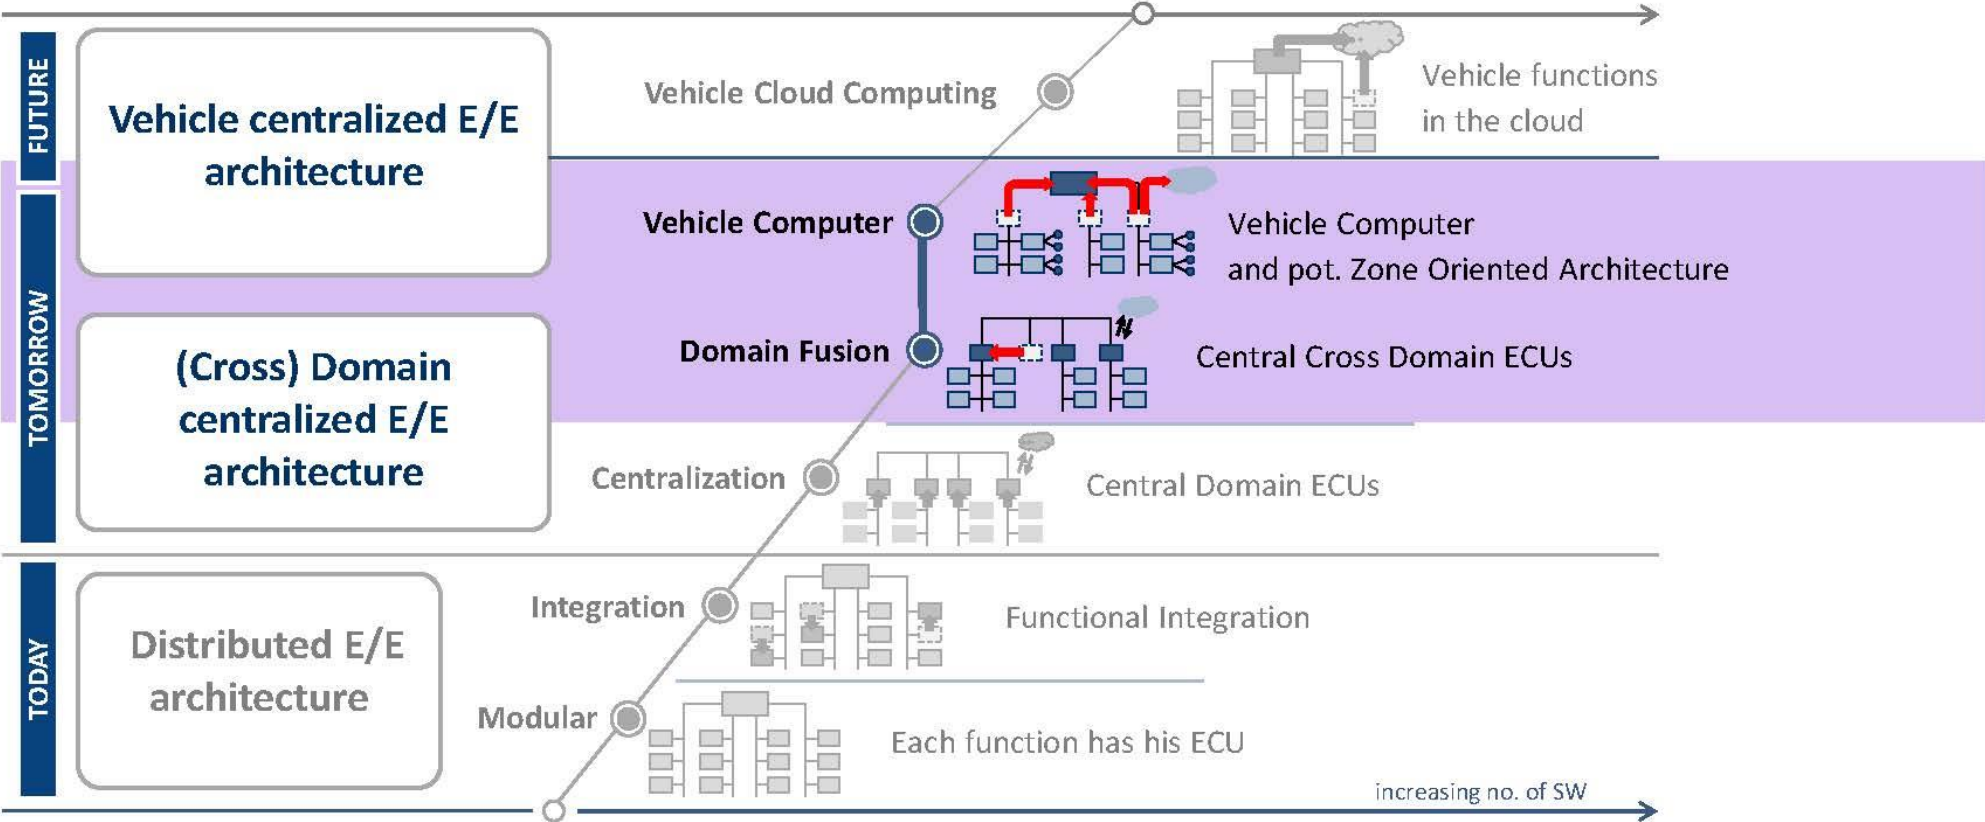 FUTURE
Vehicle centralized E/E
architecture
Vehicle Cloud Computing
Vehicle functions
in the cloud
TOMORROW
Vehicle Computer
Vehicle Computer
and pot. Zone Oriented Architecture
(Cross) Domain
centralized E/E
architecture
Domain Fusion
Central Cross Domain ECUs
Centralization
Central Domain ECUs
TODAY
Distributed E/E
architecture
Integration
Functional Integration
Modular
Each function has his ECU
increasing no. of SW